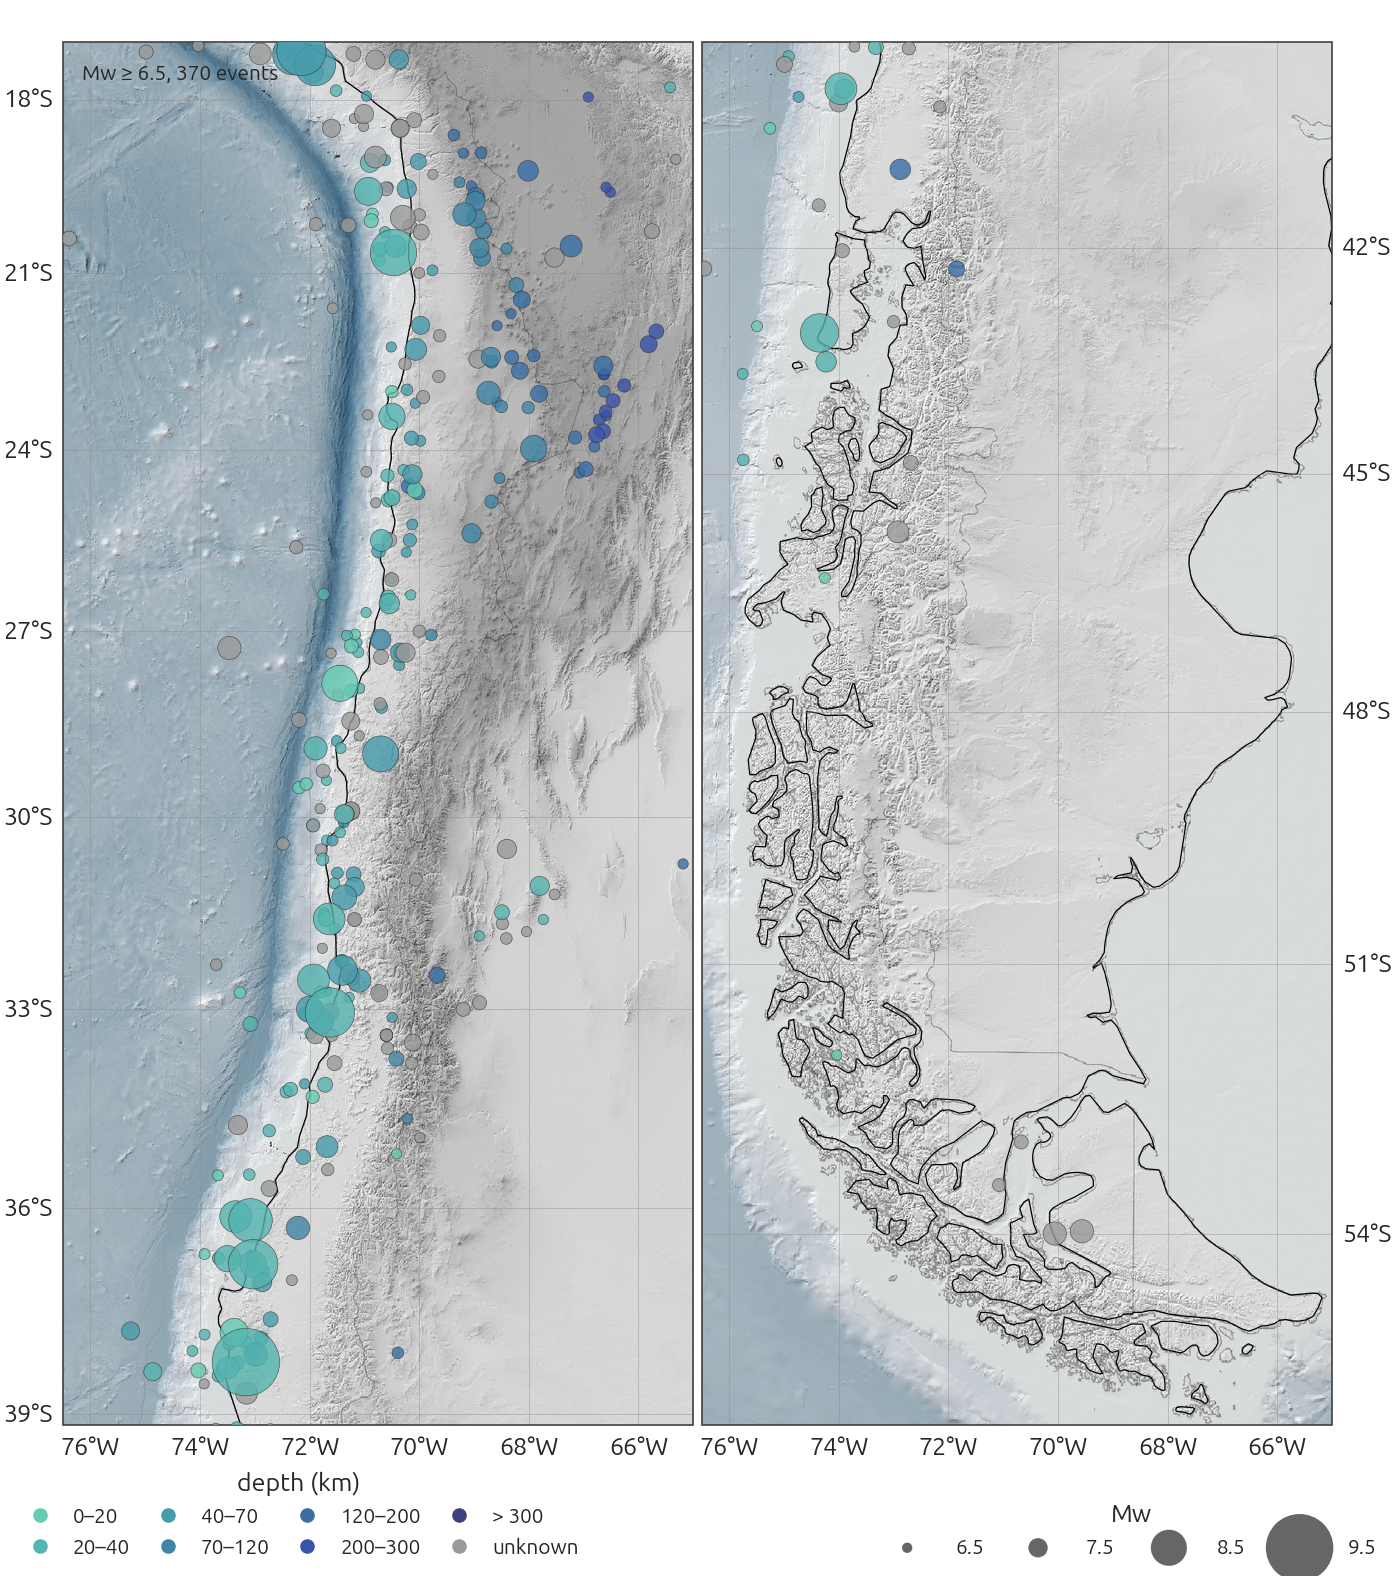 Mw ≥ 6.5, 370 events
18°S
21°S
24°S
27°S
30°S
33°S
36°S
39°S
42°S
45°S
48°S
51°S
54°S
76°W 74°W 72°W 70°W 68°W 66°W
76°W 74°W 72°W 70°W 68°W 66°W
depth (km)
0–20 40–70 120–200 > 300
20–40 70–120 200–300 unknown
Mw
6.5 7.5 8.5 9.5